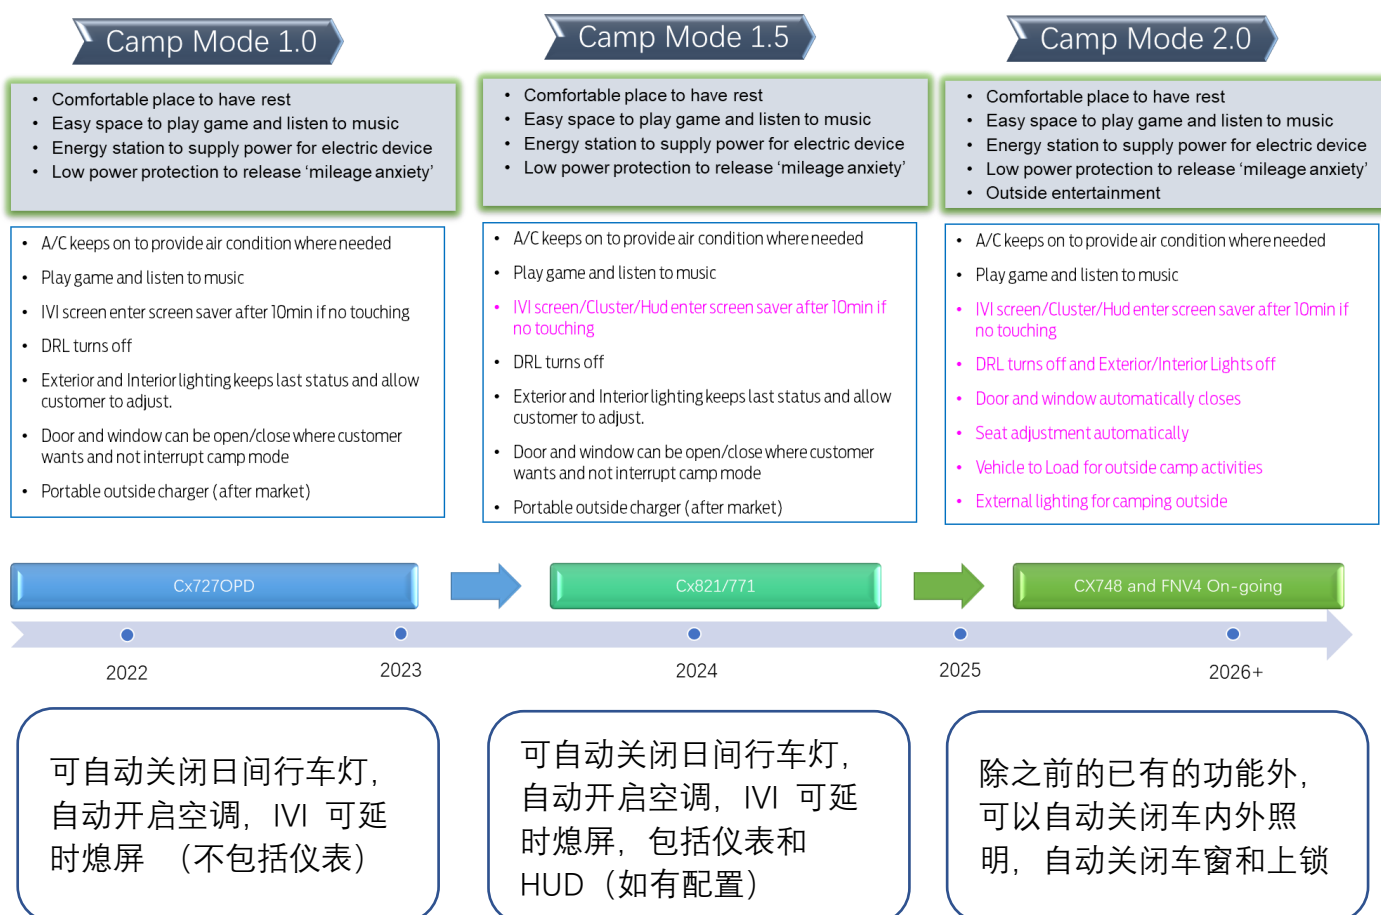 Camp Mode 1.0
• Comfortable place to have rest
• Easy space to play game and listen to music
• Energy station to supply power for electric device
• Low power protection to release ‘mileage anxiety’
• A/C keeps on to provide air condition where needed
• Play game and listen to music
• IVI screen enter screen saver after 10min if no touching
• DRL turns off
• Exterior and Interior lighting keeps last status and allow
customer to adjust.
• Door and window can be open/close where customer
wants and not interrupt camp mode
• Portable outside charger (after market)
Camp Mode 1.5
• Comfortable place to have rest
• Easy space to play game and listen to music
• Energy station to supply power for electric device
• Low power protection to release ‘mileage anxiety’
• A/C keeps on to provide air condition where needed
• Play game and listen to music
• IVI screen/Cluster/Hud enter screen saver after 10min if
no touching
• DRL turns off
• Exterior and Interior lighting keeps last status and allow
customer to adjust.
• Door and window can be open/close where customer
wants and not interrupt camp mode
• Portable outside charger (after market)
Camp Mode 2.0
• Comfortable place to have rest
• Easy space to play game and listen to music
• Energy station to supply power for electric device
• Low power protection to release ‘mileage anxiety’
• Outside entertainment
• A/C keeps on to provide air condition where needed
• Play game and listen to music
• IVI screen/Cluster/Hud enter screen saver after 10min if
no touching
• DRL turns off and Exterior/Interior Lights off
• Door and window automatically closes
• Seat adjustment automatically
• Vehicle to Load for outside camp activities
• External lighting for camping outside
Cx727OPD
Cx821/771
CX748 and FNV4 On-going
2022
2023
2024
2025
2026+
可自动关闭日间行车灯,
自动开启空调, IVI 可延
时熄屏 （不包括仪表）
可自动关闭日间行车灯,
自动开启空调, IVI 可延
时熄屏, 包括仪表和
HUD（如有配置）
除之前的已有的功能外,
可以自动关闭车内外照
明, 自动关闭车窗和上锁